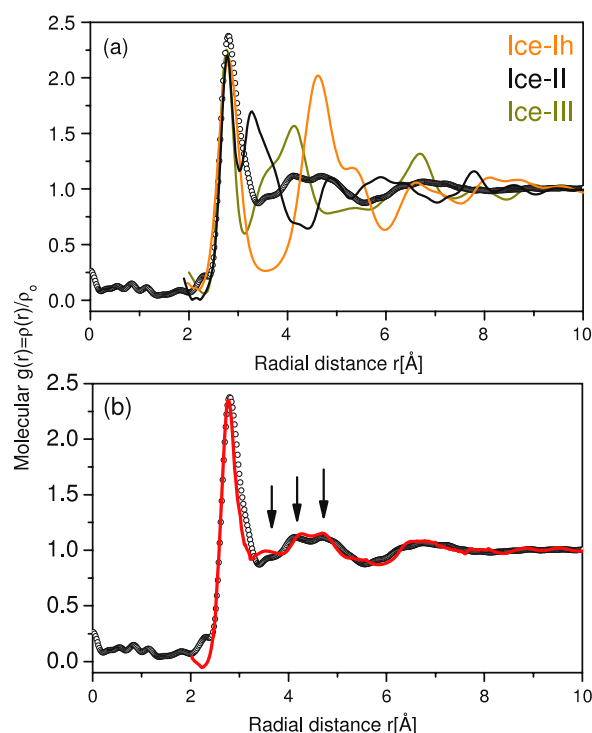 (a)
Ice-Ih
Ice-II
Ice-III
2.5
2.0
1.5
1.0
0.5
0.0
0 2 4 6 8 10
Radial distance r[Å]
Molecular g(r)=ρ(r)/ρo
(b)
2.5
2.0
1.5
1.0
0.5
0.0
0 2 4 6 8 10
Radial distance r[Å]